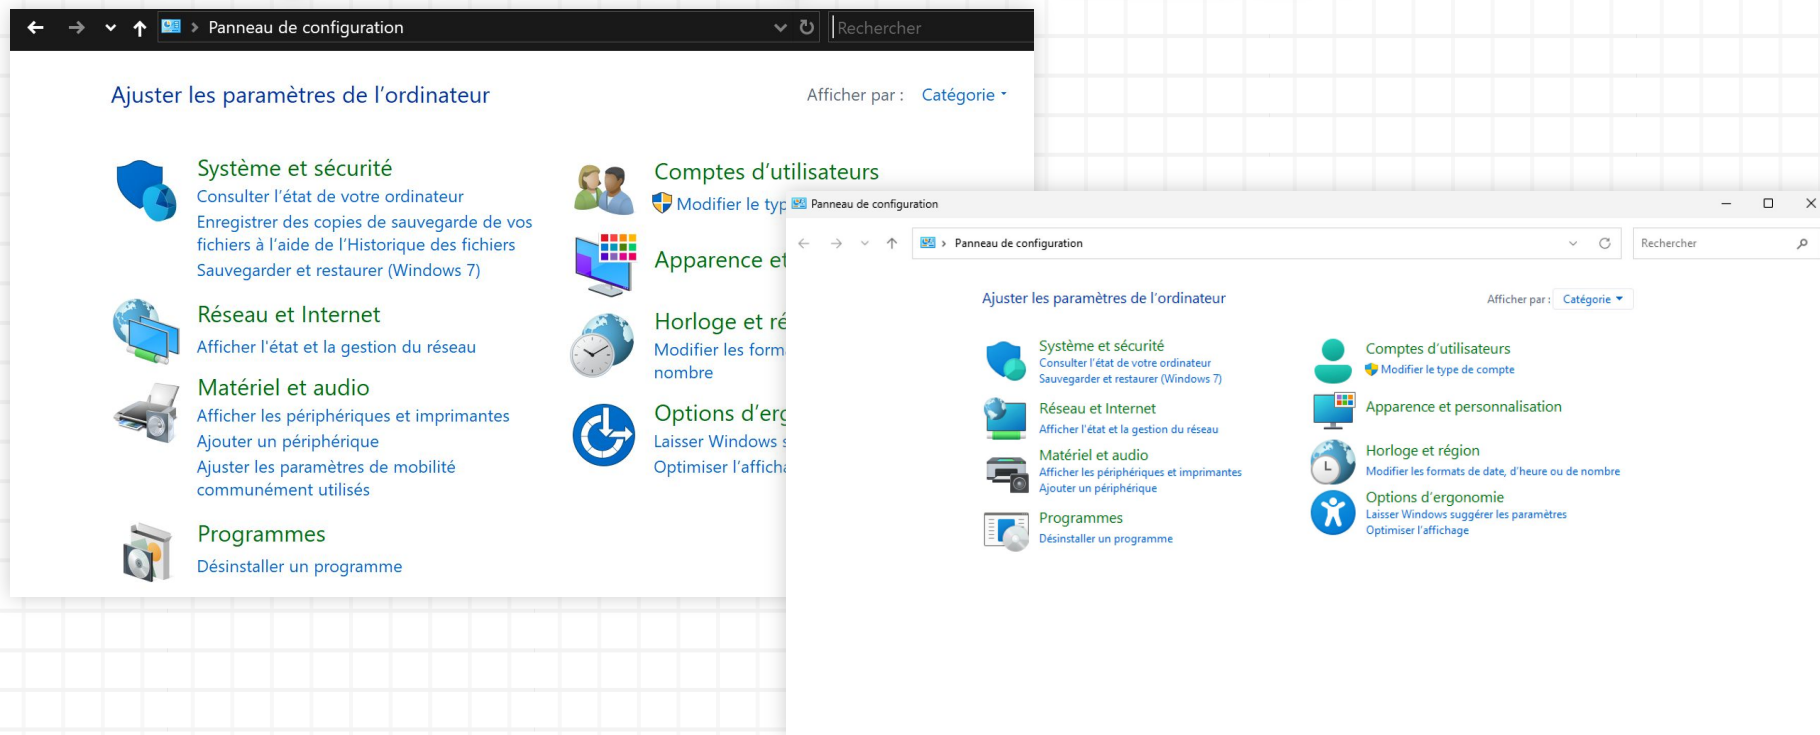 Panneau de configuration
Rechercher
Ajuster les paramètres de l'ordinateur
Afficher par : Catégorie
Système et sécurité
Consulter l'état de votre ordinateur
Enregistrer des copies de sauvegarde de vos
fichiers à l'aide de l'Historique des fichiers
Sauvegarder et restaurer (Windows 7)
Réseau et Internet
Afficher l'état et la gestion du réseau
Matériel et audio
Afficher les périphériques et imprimantes
Ajouter un périphérique
Ajuster les paramètres de mobilité
communément utilisés
Programmes
Désinstaller un programme
Comptes d'utilisateurs
Modifier le typ
Apparence et
Horloge et ré
Modifier les form
nombre
Options d'erg
Laisser Windows s
Optimiser l'afficha
Panneau de configuration
Panneau de configuration
Rechercher
Ajuster les paramètres de l'ordinateur
Afficher par : Catégorie
Système et sécurité
Consulter l'état de votre ordinateur
Sauvegarder et restaurer (Windows 7)
Réseau et Internet
Afficher l'état et la gestion du réseau
Matériel et audio
Afficher les périphériques et imprimantes
Ajouter un périphérique
Programmes
Désinstaller un programme
Comptes d'utilisateurs
Modifier le type de compte
Apparence et personnalisation
Horloge et région
Modifier les formats de date, d'heure ou de nombre
Options d'ergonomie
Laisser Windows suggérer les paramètres
Optimiser l'affichage